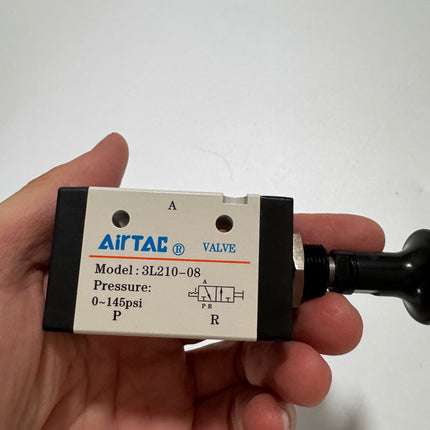 A
AirTAC ® VALVE
Model: 3L210-08
Pressure:
0~145psi
A
P R
P R